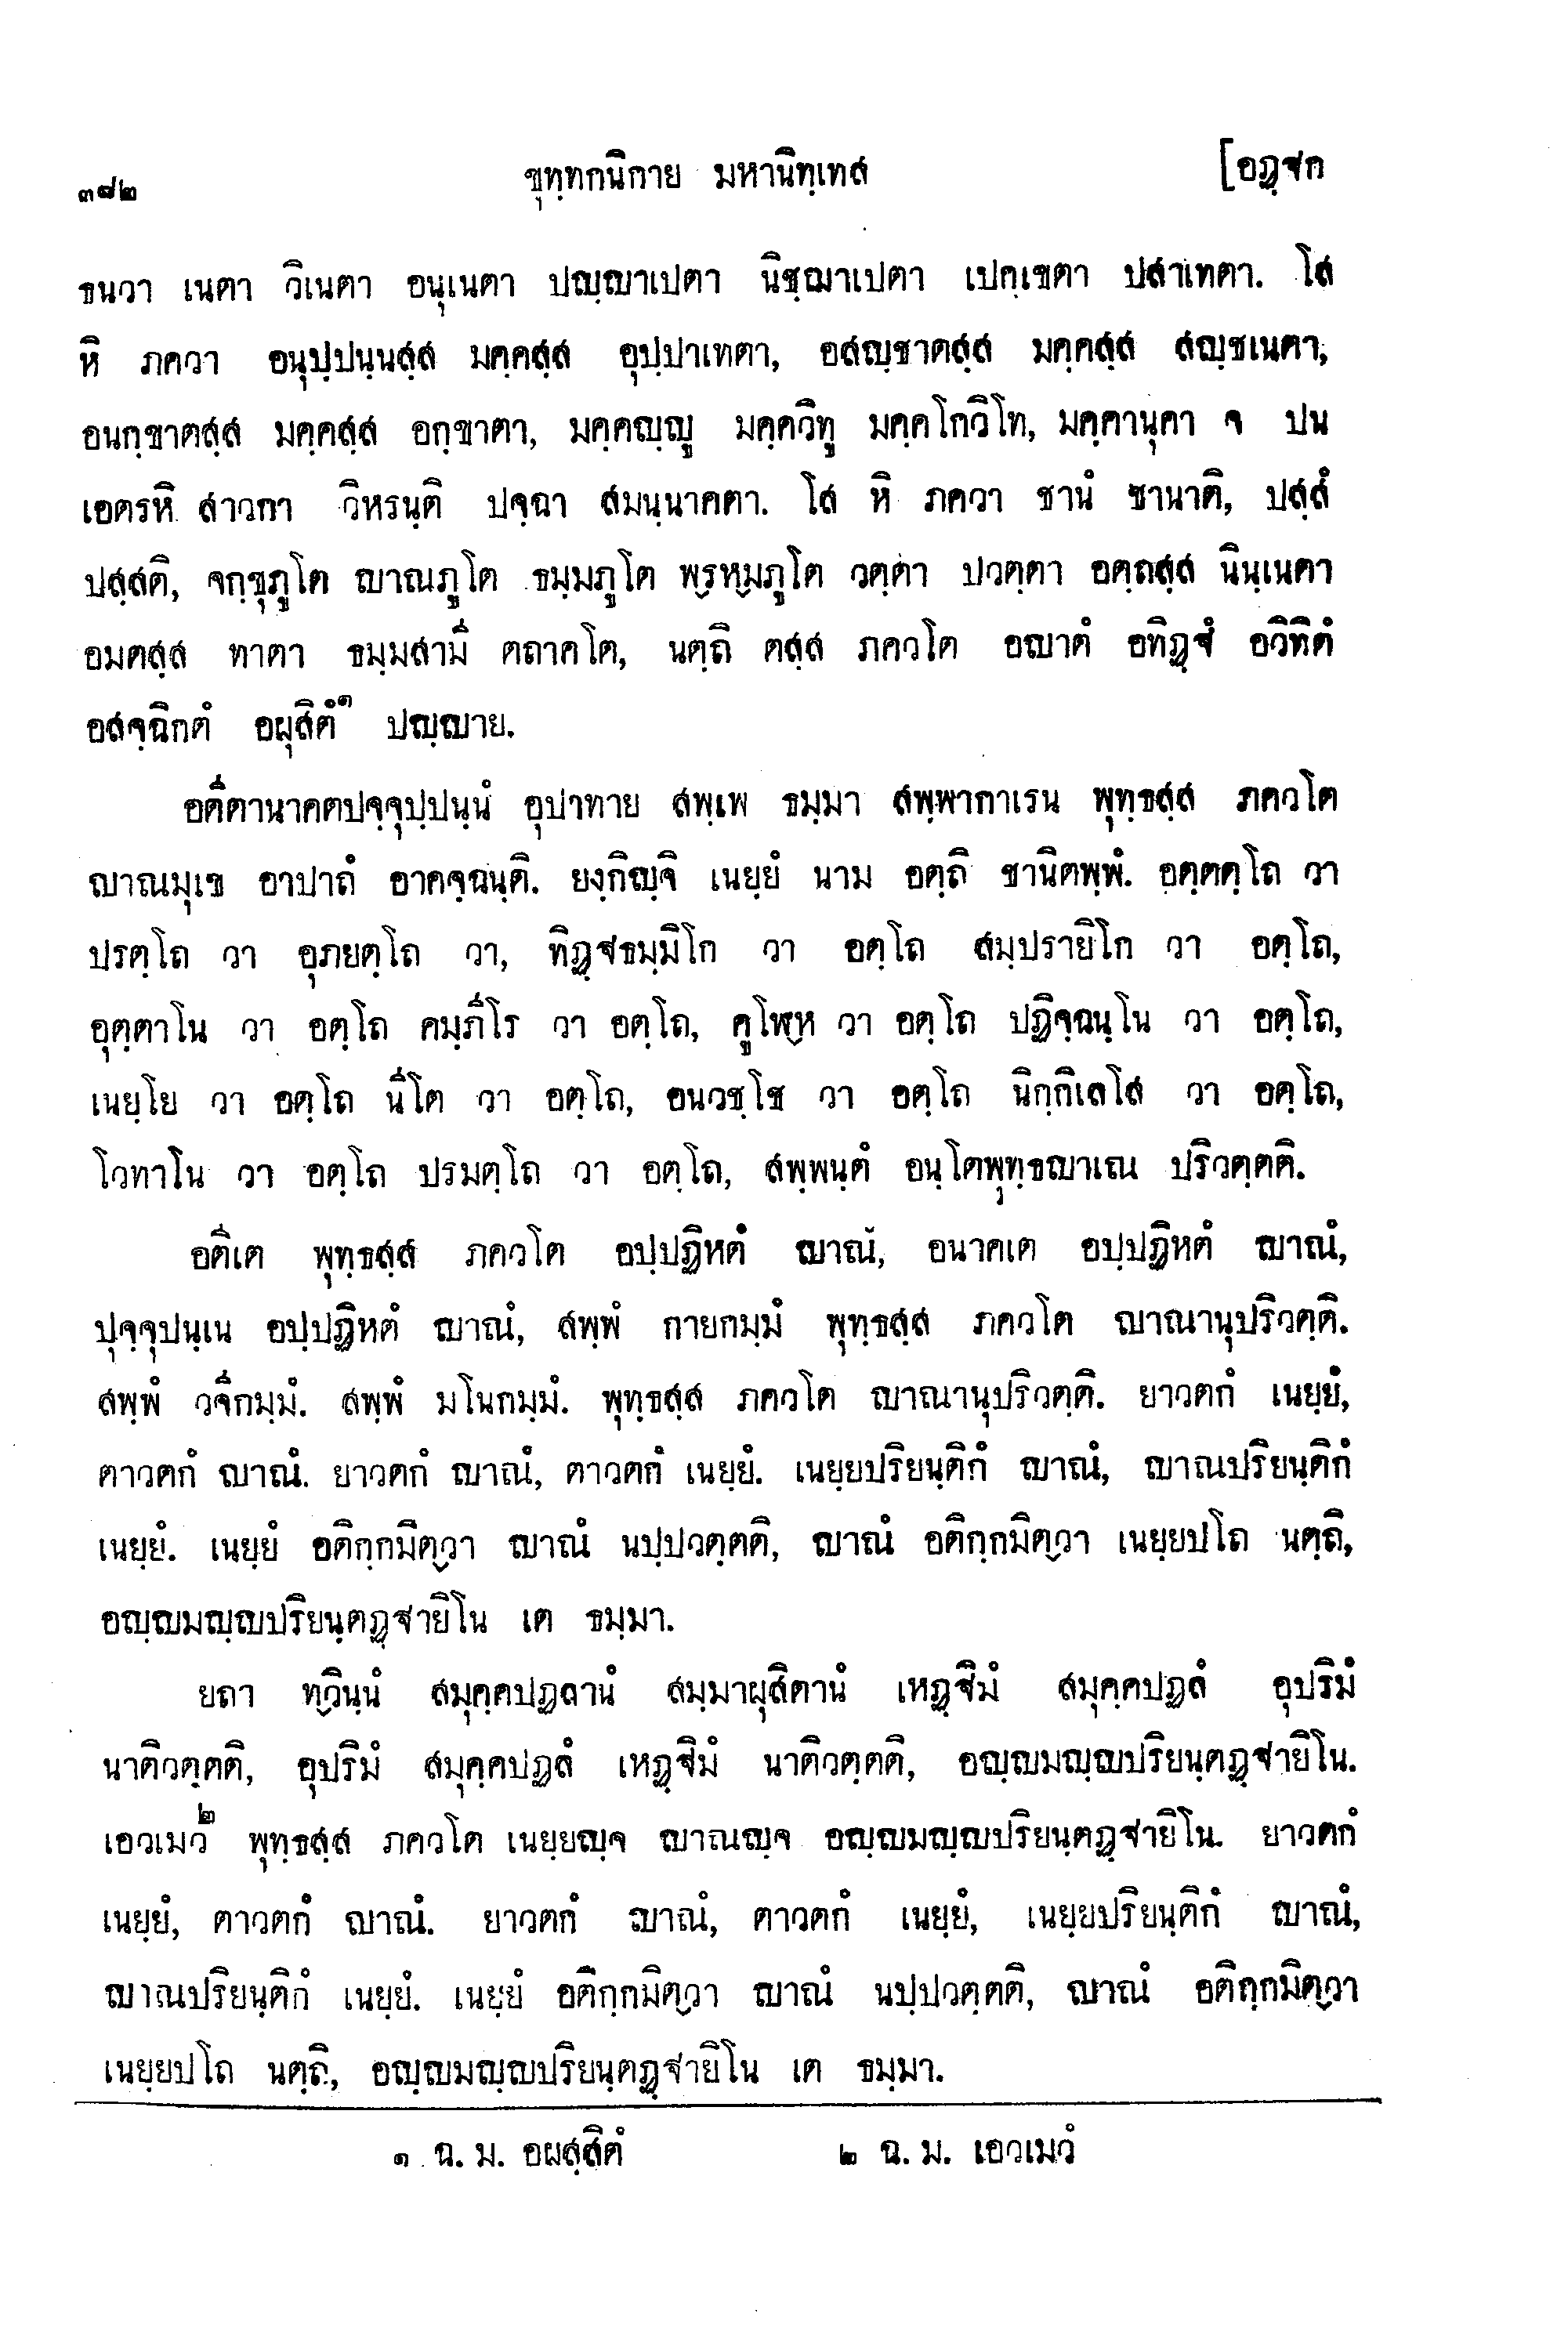 ๓๘๒ ขุทฺทกนิกาย มหานิทฺเทส [อฏฺฐก
ธนวา เนตา วิเนตา อนุเนตา ปญฺญาเปตา นิชฺฌาเปตา เปกฺเขตา ปสาเทตา. โส
หิ ภควา อนุปฺปนฺนสฺส มคฺคสฺส อุปฺปาเทตา, อสญฺชาตสฺส มคฺคสฺส สญฺชเนตา,
อนกฺขาตสฺส มคฺคสฺส อกฺขาตา, มคฺคญฺญู มคฺควิทู มคฺคโกวิโท, มคฺคานุคา จ ปน
เอตรหิ สาวกา วิหรนฺติ ปจฺฉา สมนฺนาคตา. โส หิ ภควา ชานํ ชานาติ, ปสฺสํ
ปสฺสติ, จกฺขุภูโต ญาณภูโต ธมฺมภูโต พฺรหฺมภูโต วตฺตา ปวตฺตา อตฺถสฺส นินฺเนตา
อมตสฺส ทาตา ธมฺมสามี ตถาคโต, นตฺถิ ตสฺส ภควโต อญาตํ อทิฏฺฐํ อวิทิตํ
อสจฺฉิกตํ อผุสิตํ๑ ปญฺญาย.
อตีตานาคตปจฺจุปฺปนฺนํ อุปาทาย สพฺเพ ธมฺมา สพฺพากาเรน พุทฺธสฺส ภควโต
ญาณมุเข อาปาถํ อาคจฺฉนฺติ. ยงฺกิญฺจิ เนยฺยํ นาม อตฺถิ ชานิตพฺพํ. อตฺตตฺโถ วา
ปรตฺโถ วา อุภยตฺโถ วา, ทิฏฺฐธมฺมิโก วา อตฺโถ สมฺปรายิโก วา อตฺโถ,
อุตฺตาโน วา อตฺโถ คมฺภีโร วา อตฺโถ, คูโฬฺห วา อตฺโถ ปฏิจฺฉนฺโน วา อตฺโถ,
เนยฺโย วา อตฺโถ นีโต วา อตฺโถ, อนวชฺโช วา อตฺโถ นิกฺกิเลโส วา อตฺโถ,
โวทาโน วา อตฺโถ ปรมตฺโถ วา อตฺโถ, สพฺพนฺตํ อนฺโตพุทฺธญาเณ ปริวตฺตติ.
อตีเต พุทฺธสฺส ภควโต อปฺปฏิหตํ ญาณํ, อนาคเต อปฺปฏิหตํ ญาณํ,
ปุจฺจุปนฺเน อปฺปฏิหตํ ญาณํ, สพฺพํ กายกมฺมํ พุทฺธสฺส ภควโต ญาณานุปริวตฺติ.
สพฺพํ วจีกมฺมํ. สพฺพํ มโนกมฺมํ. พุทฺธสฺส ภควโต ญาณานุปริวตฺติ. ยาวตกํ เนยฺยํ,
ตาวตกํ ญาณํ. ยาวตกํ ญาณํ, ตาวตกํ เนยฺยํ. เนยฺยปริยนฺติกํ ญาณํ, ญาณปริยนฺติกํ
เนยฺยํ. เนยฺยํ อติกฺกมิตฺวา ญาณํ นปฺปวตฺตติ, ญาณํ อติกฺกมิตฺวา เนยฺยปโถ นตฺถิ,
อญฺญมญฺญปริยนฺตฏฺฐายิโน เต ธมฺมา.
ยถา ทฺวินฺนํ สมุคฺคปฏลานํ สมฺมาผุสิตานํ เหฏฺฐิมํ สมุคฺคปฏลํ อุปริมํ
นาติวตฺตติ, อุปริมํ สมุคฺคปฏลํ เหฏฺฐิมํ นาติวตฺตติ, อญฺญมญฺญปริยนฺตฏฺฐายิโน.
เอวเมว๒ พุทฺธสฺส ภควโต เนยฺยญฺจ ญาณญฺจ อญฺญมญฺญปริยนฺตฏฺฐายิโน. ยาวตกํ
เนยฺยํ, ตาวตกํ ญาณํ. ยาวตกํ ญาณํ, ตาวตกํ เนยฺยํ, เนยฺยปริยนฺติกํ ญาณํ,
ญาณปริยนฺติกํ เนยฺยํ. เนยฺยํ อติกฺกมิตฺวา ญาณํ นปฺปวตฺตติ, ญาณํ อติกฺกมิตฺวา
เนยฺยปโถ นตฺถิ, อญฺญมญฺญปริยนฺตฏฺฐายิโน เต ธมฺมา.
๑ ฉ. ม. อผสฺสิตํ ๒ ฉ. ม. เอวเมวํ